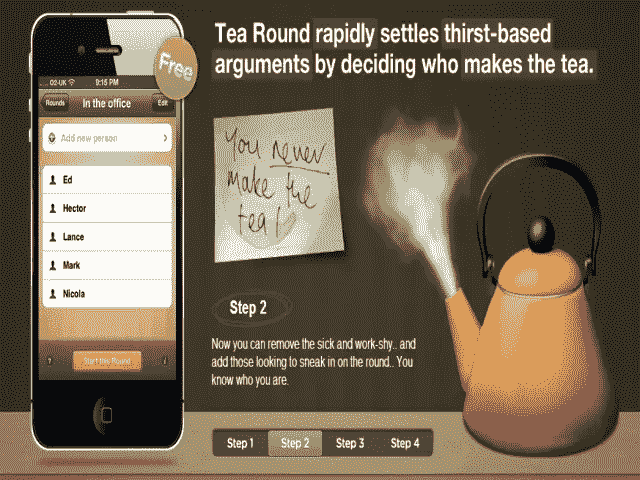 Tea Round rapidly settles thirst-based
arguments by deciding who makes the tea.
Free
O2-UK 9:15 PM
Rounds In the office Edit
Add new person
Ed
Hector
Lance
Mark
Nicola
Start this Round
You never
make the
tea!
Step 2
Now you can remove the sick and work-shy.. and
add those looking to sneak in on the round.. You
know who you are.
Step 1 Step 2 Step 3 Step 4